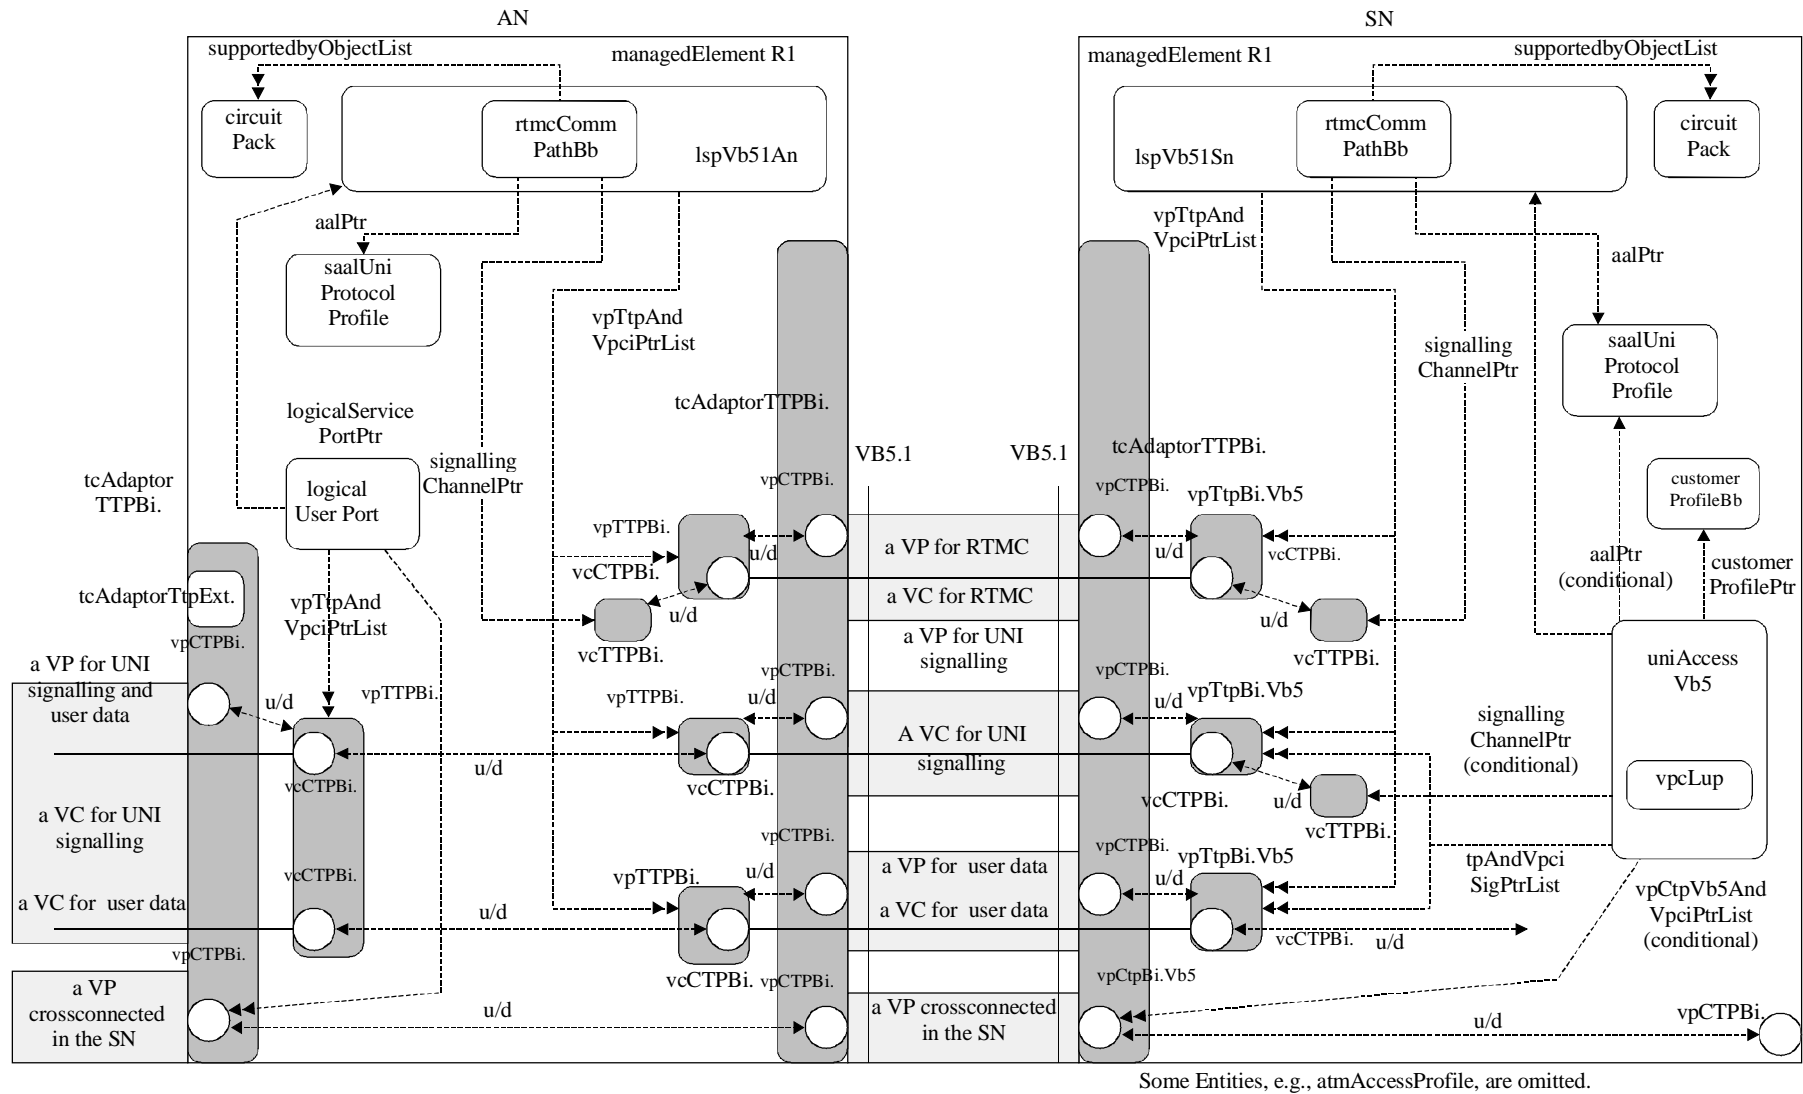 AN
SN
supportedbyObjectList
managedElement R1
managedElement R1
supportedbyObjectList
circuit
Pack
rtmcComm
PathBb
lspVb51An
lspVb51Sn
rtmcComm
PathBb
circuit
Pack
aalPtr
vpTtpAnd
VpciPtrList
aalPtr
saalUni
Protocol
Profile
vpTtpAnd
VpciPtrList
signalling
ChannelPtr
saalUni
Protocol
Profile
tcAdaptorTTPBi.
logicalService
PortPtr
signalling
ChannelPtr
VB5.1
VB5.1
tcAdaptorTTPBi.
tcAdaptor
TTPBi.
logical
User Port
vpCTPBi.
vpCTPBi.
vpTtpBi.Vb5
customer
ProfileBb
vpTTPBi.
u/d
a VP for RTMC
u/d
vcCTPBi.
vcCTPBi.
aalPtr
(conditional)
customer
ProfilePtr
tcAdaptorTtpExt.
vpTtpAnd
VpciPtrList
u/d
a VC for RTMC
u/d
vpCTPBi.
vcTTPBi.
a VP for UNI
signalling
vcTTPBi.
uniAccess
Vb5
a VP for UNI
signalling and
user data
u/d
vpTTPBi.
vpCTPBi.
vpTTPBi.
u/d
vpCTPBi.
vpTtpBi.Vb5
u/d
A VC for UNI
signalling
signalling
ChannelPtr
(conditional)
u/d
vcCTPBi.
vcCTPBi.
vcCTPBi.
u/d
vpcLup
a VC for UNI
signalling
vpCTPBi.
vcTTPBi.
vpCTPBi.
vpTtpBi.Vb5
vcCTPBi.
vpTTPBi.
u/d
a VP for  user data
u/d
tpAndVpci
SigPtrList
a VC for  user data
u/d
a VC for  user data
vpCtpVb5And
VpciPtrList
(conditional)
vcCTPBi.
u/d
vpCTPBi.
vcCTPBi.
vpCTPBi.
vpCtpBi.Vb5
a VP
crossconnected
in the SN
u/d
a VP crossconnected
in the SN
u/d
vpCTPBi.
Some Entities, e.g., atmAccessProfile, are omitted.